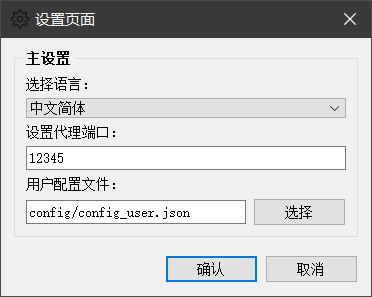 设置页面
主设置
选择语言：
中文简体
设置代理端口：
12345
用户配置文件：
config/config_user.json
选择
确认
取消